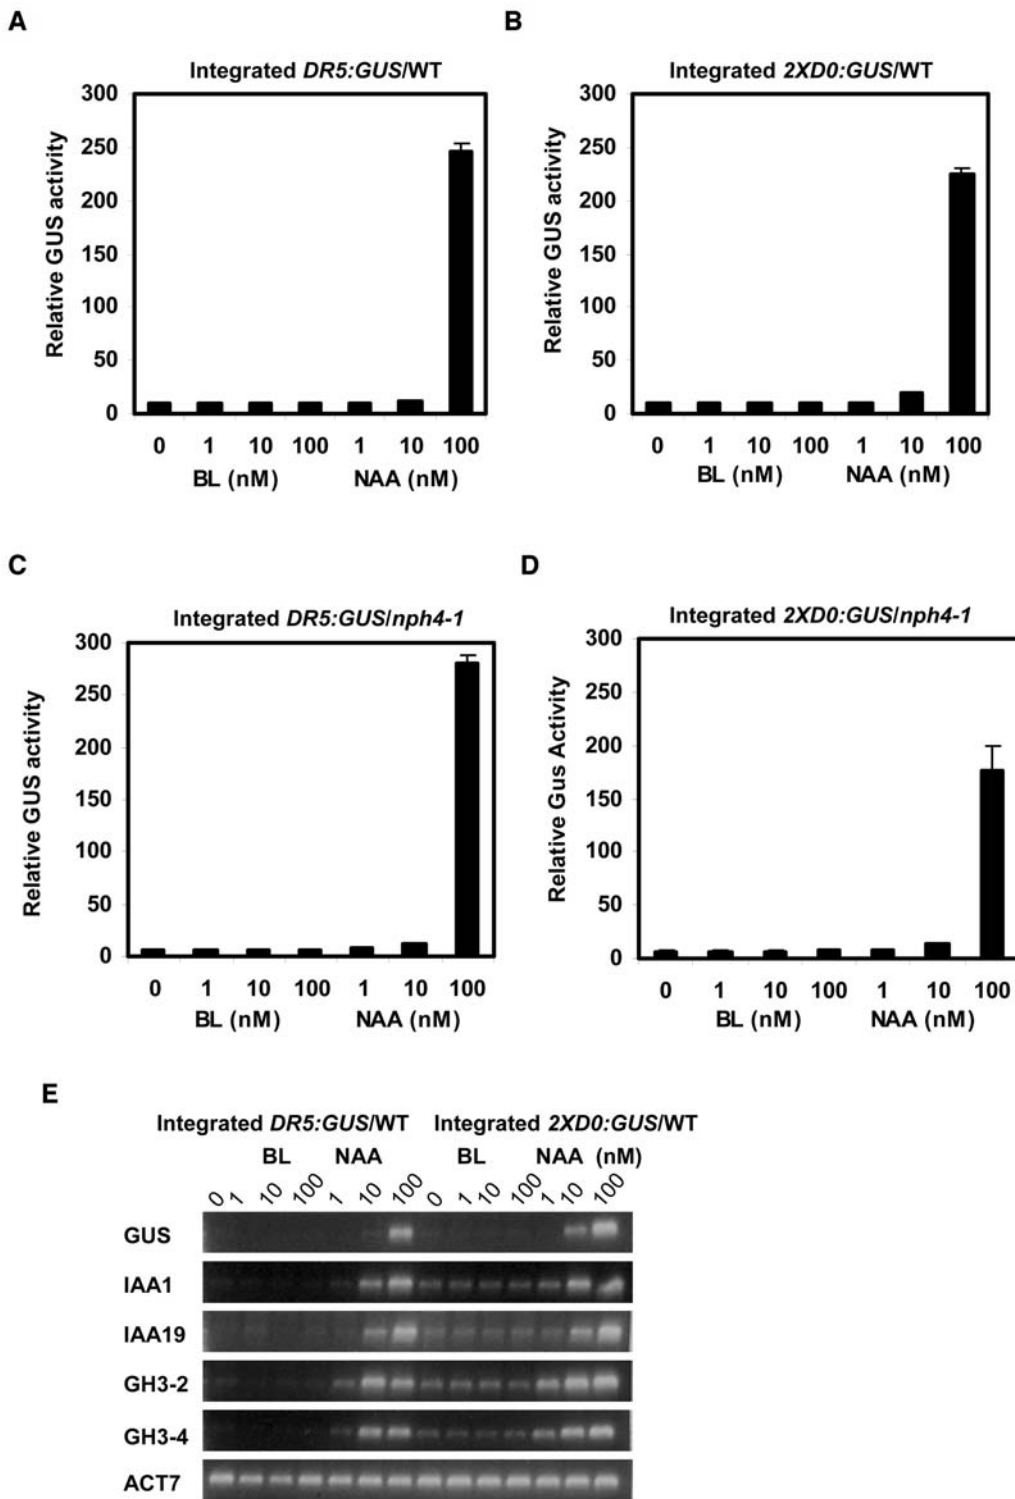 A
Integrated DR5:GUS/WT
Relative GUS activity
300
250
200
150
100
50
0
0 1 10 100 1 10 100
BL (nM) NAA (nM)
B
Integrated 2XD0:GUS/WT
Relative GUS activity
300
250
200
150
100
50
0
0 1 10 100 1 10 100
BL (nM) NAA (nM)
C
Integrated DR5:GUS/nph4-1
Relative GUS activity
300
250
200
150
100
50
0
0 1 10 100 1 10 100
BL (nM) NAA (nM)
D
Integrated 2XD0:GUS/nph4-1
Relative Gus Activity
300
250
200
150
100
50
0
0 1 10 100 1 10 100
BL (nM) NAA (nM)
E
Integrated DR5:GUS/WT Integrated 2XD0:GUS/WT
BL NAA BL NAA (nM)
0 1 10 100 1 10 100 0 1 10 100 1 10 100
GUS
IAA1
IAA19
GH3-2
GH3-4
ACT7